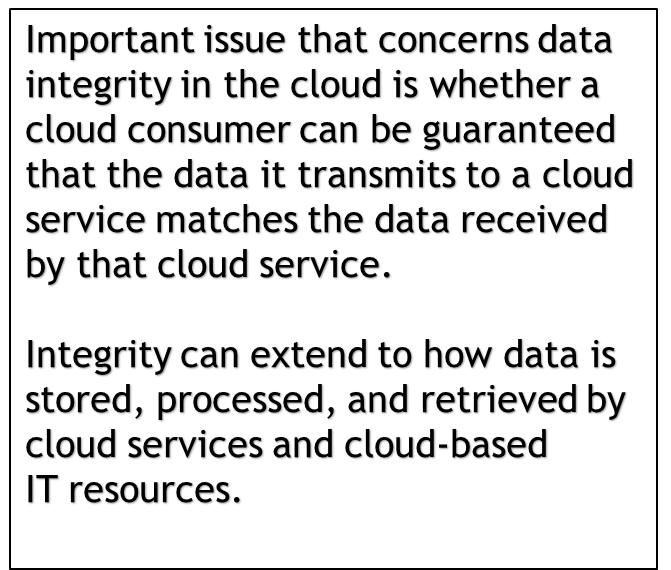 Important issue that concerns data
integrity in the cloud is whether a
cloud consumer can be guaranteed
that the data it transmits to a cloud
service matches the data received
by that cloud service.
Integrity can extend to how data is
stored, processed, and retrieved by
cloud services and cloud-based
IT resources.